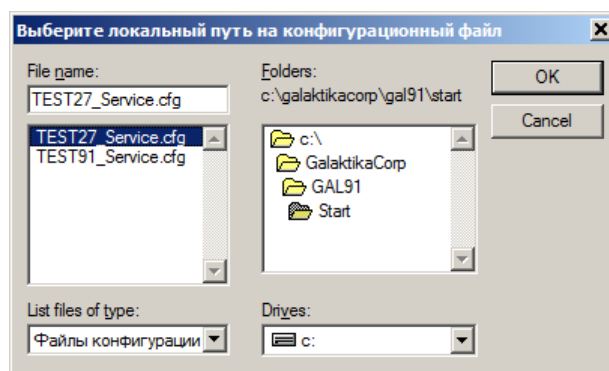 Выберите локальный путь на конфигурационный файл
File name:
TEST27_Service.cfg
TEST27_Service.cfg
TEST91_Service.cfg
List files of type:
Файлы конфигурации
Folders:
c:\galaktikacorp\gal91\start
c:\
GalaktikaCorp
GAL91
Start
Drives:
c:
OK
Cancel